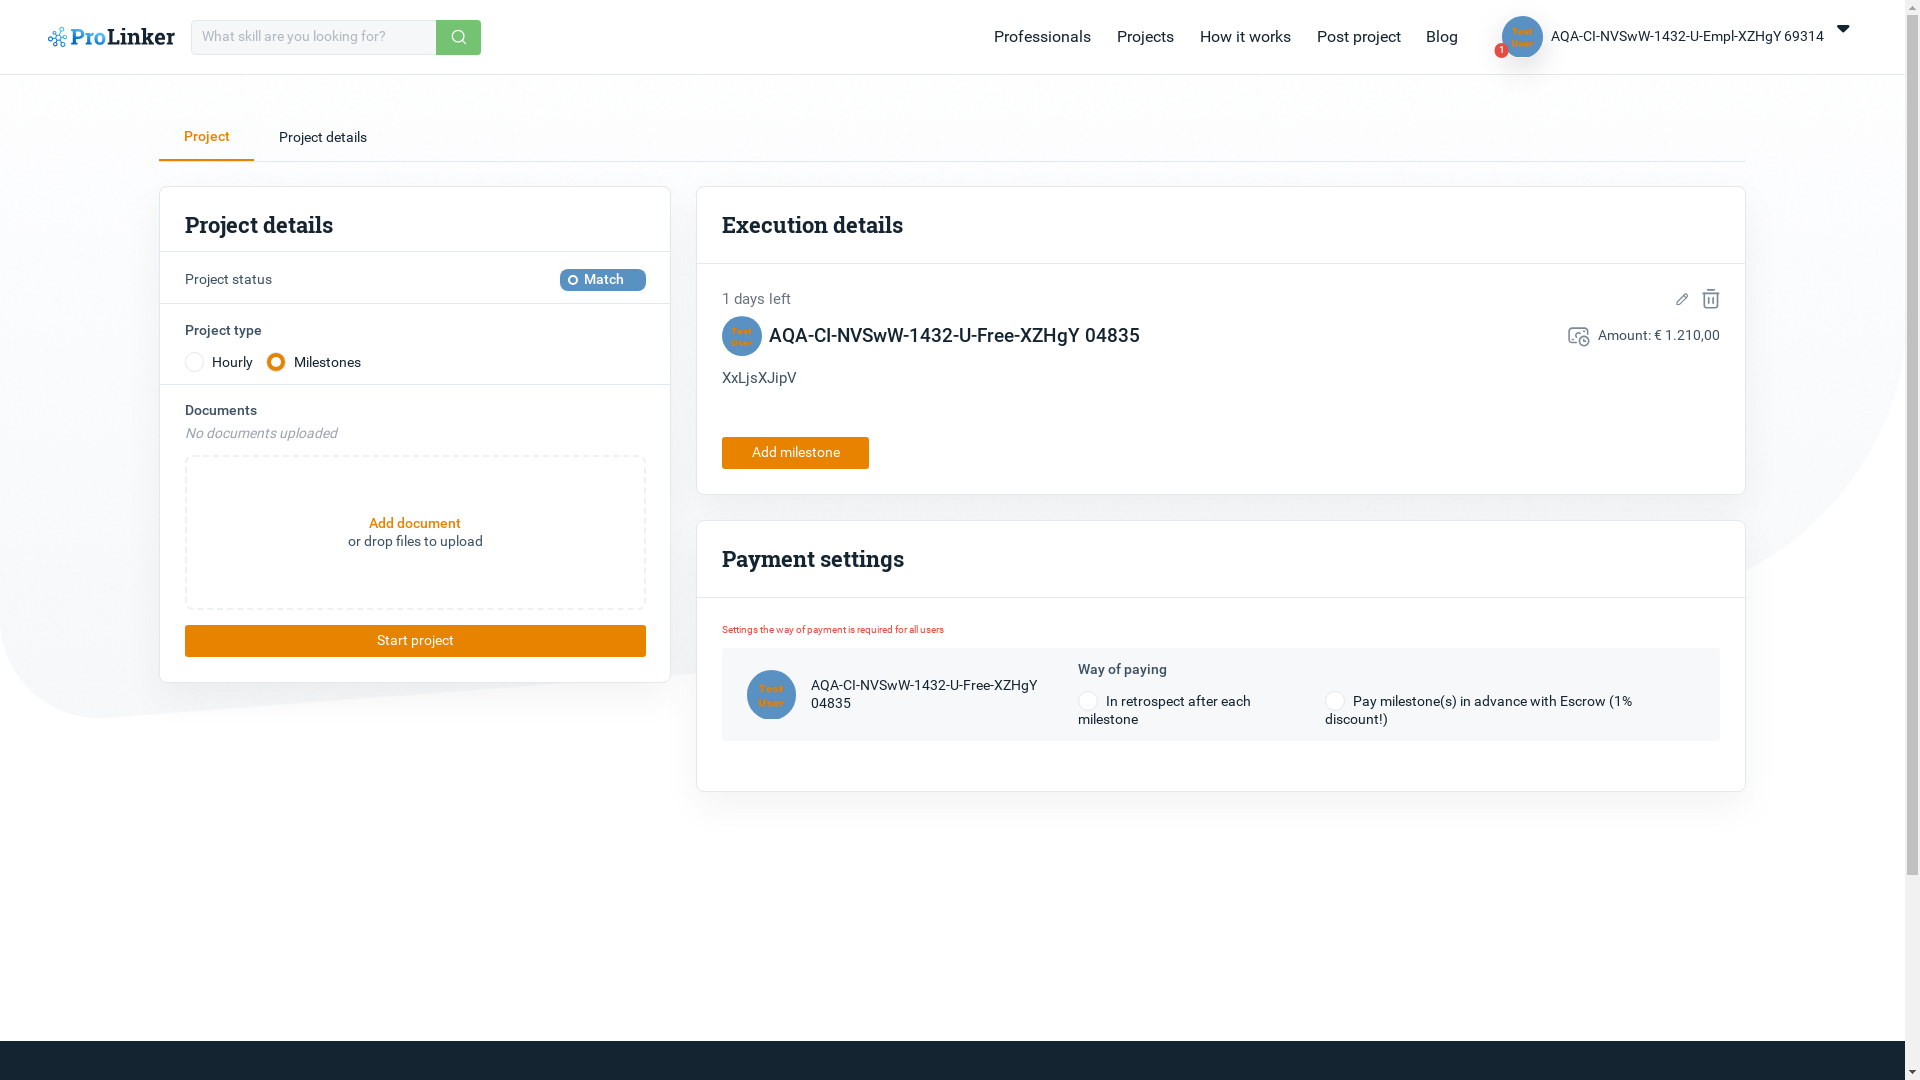 ProLinker
What skill are you looking for?
Professionals
Projects
How it works
Post project
Blog
Test
User
1
AQA-CI-NVSwW-1432-U-Empl-XZHgY 69314
Project
Project details
Project details
Project status
Match
Project type
Hourly
Milestones
Documents
No documents uploaded
Add document
or drop files to upload
Start project
Execution details
1 days left
Test
User
AQA-CI-NVSwW-1432-U-Free-XZHgY 04835
Amount: € 1.210,00
XxLjsXJipV
Add milestone
Payment settings
Settings the way of payment is required for all users
Test
User
AQA-CI-NVSwW-1432-U-Free-XZHgY
04835
Way of paying
In retrospect after each
milestone
Pay milestone(s) in advance with Escrow (1%
discount!)